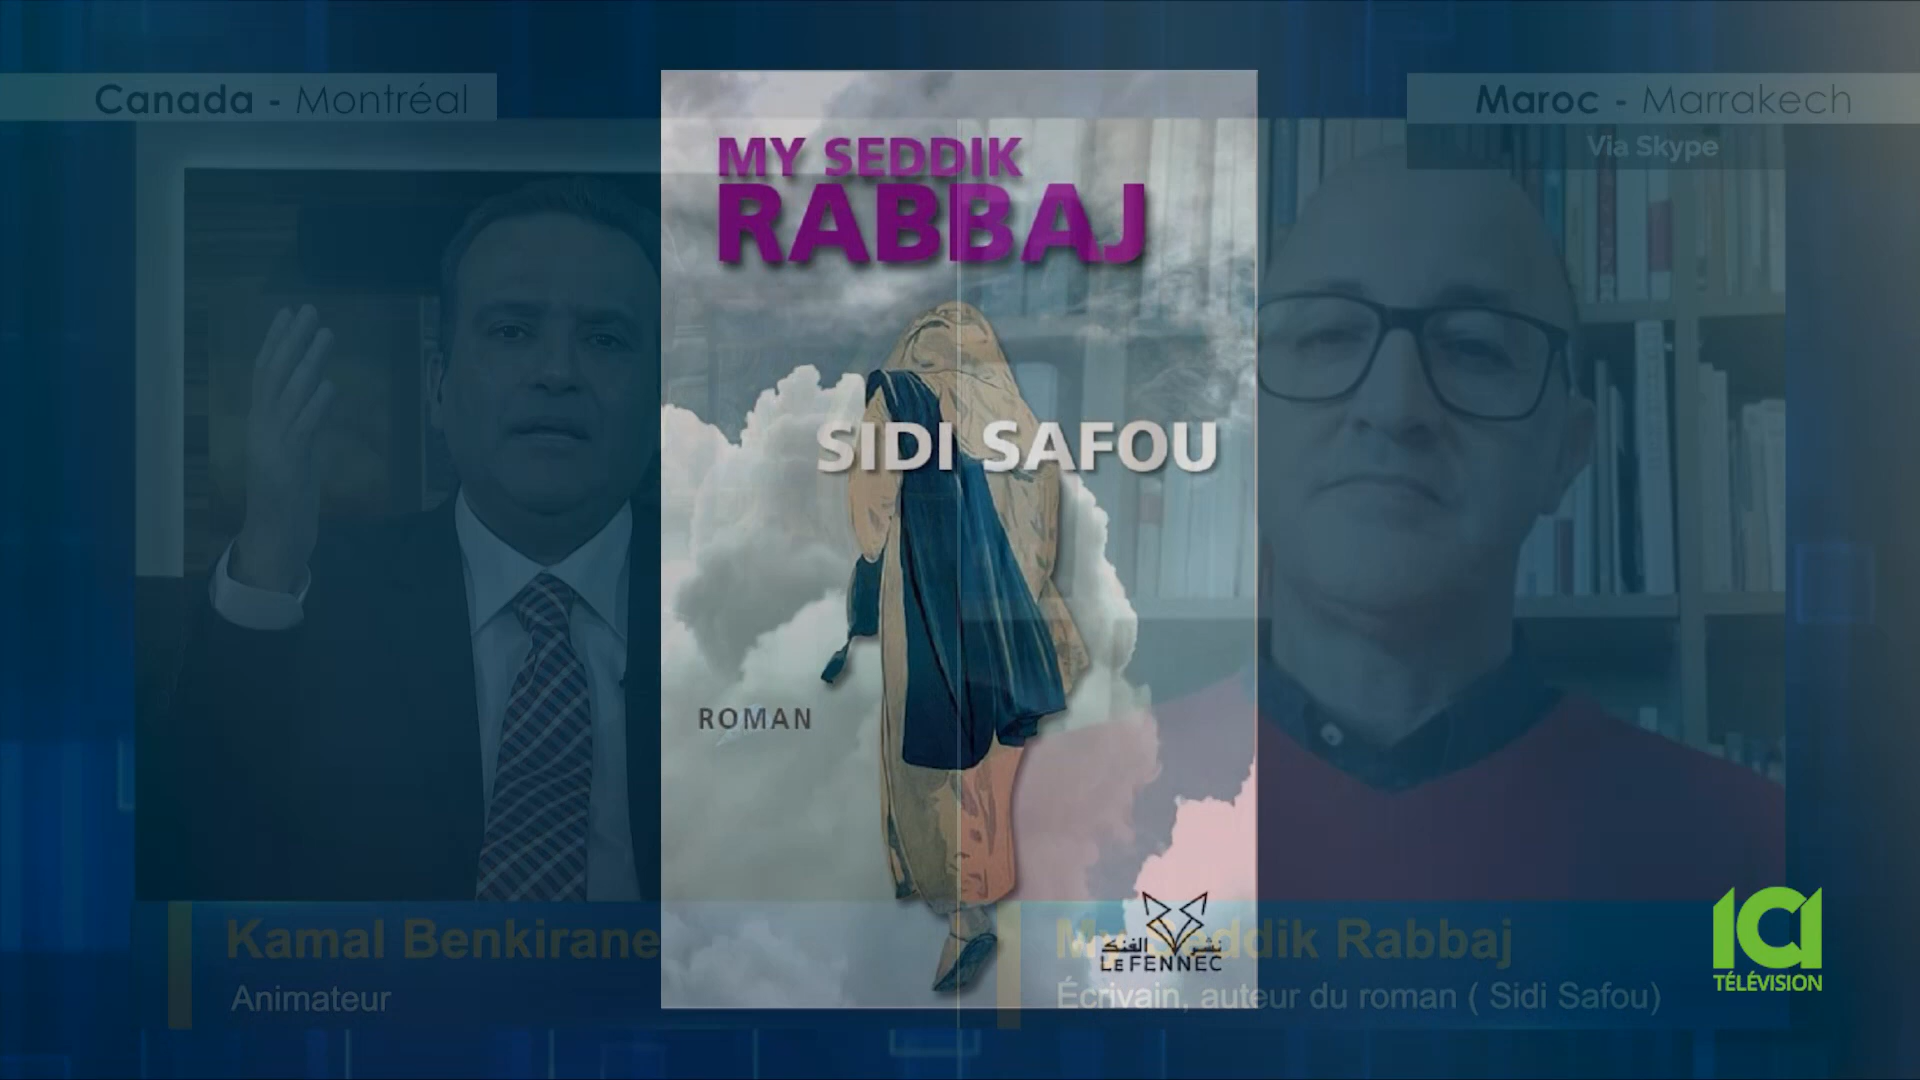 Canada - Montréal
Maroc - Marrakech
Via Skype
MY SEDDIK
RABBAJ
SIDI SAFOU
ROMAN
نشر الفنك
LE FENNEC
Kamal Benkirane
Animateur
My Seddik Rabbaj
Écrivain, auteur du roman ( Sidi Safou)
ICI
TÉLÉVISION